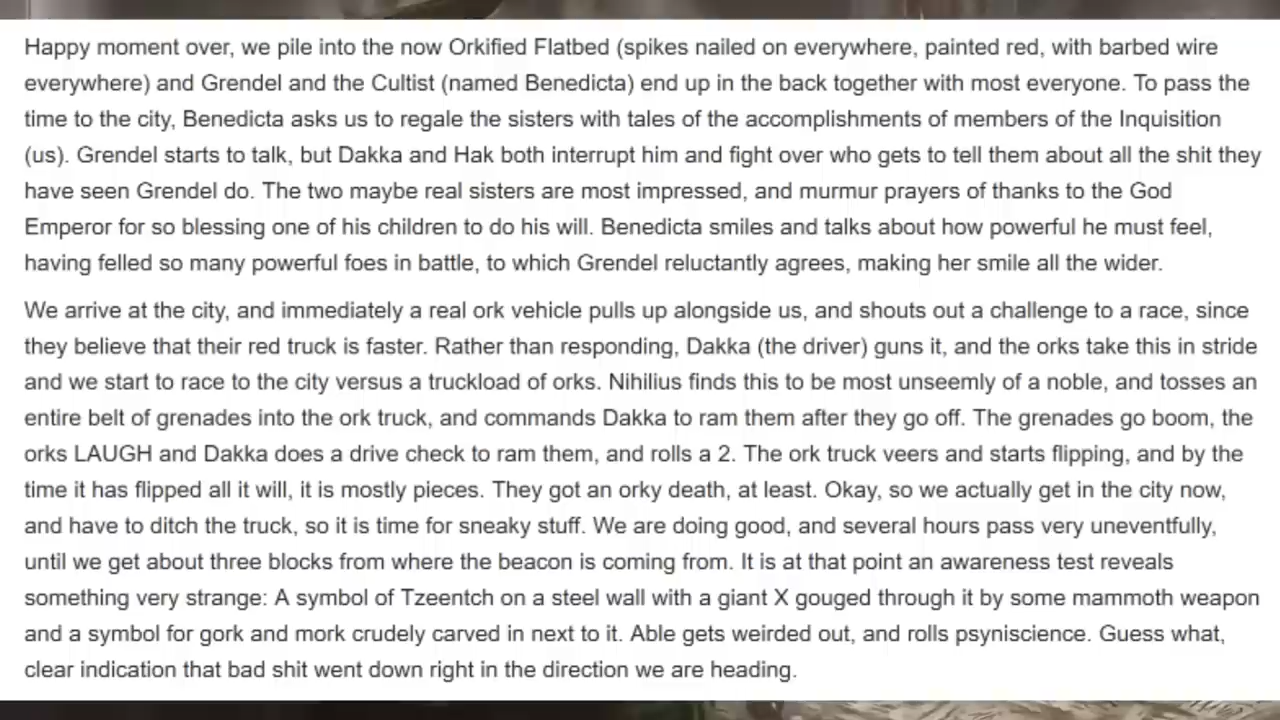 Happy moment over, we pile into the now Orkified Flatbed (spikes nailed on everywhere, painted red, with barbed wire
everywhere) and Grendel and the Cultist (named Benedicta) end up in the back together with most everyone. To pass the
time to the city, Benedicta asks us to regale the sisters with tales of the accomplishments of members of the Inquisition
(us). Grendel starts to talk, but Dakka and Hak both interrupt him and fight over who gets to tell them about all the shit they
have seen Grendel do. The two maybe real sisters are most impressed, and murmur prayers of thanks to the God
Emperor for so blessing one of his children to do his will. Benedicta smiles and talks about how powerful he must feel,
having felled so many powerful foes in battle, to which Grendel reluctantly agrees, making her smile all the wider.
We arrive at the city, and immediately a real ork vehicle pulls up alongside us, and shouts out a challenge to a race, since
they believe that their red truck is faster. Rather than responding, Dakka (the driver) guns it, and the orks take this in stride
and we start to race to the city versus a truckload of orks. Nihilius finds this to be most unseemly of a noble, and tosses an
entire belt of grenades into the ork truck, and commands Dakka to ram them after they go off. The grenades go boom, the
orks LAUGH and Dakka does a drive check to ram them, and rolls a 2. The ork truck veers and starts flipping, and by the
time it has flipped all it will, it is mostly pieces. They got an orky death, at least. Okay, so we actually get in the city now,
and have to ditch the truck, so it is time for sneaky stuff. We are doing good, and several hours pass very uneventfully,
until we get about three blocks from where the beacon is coming from. It is at that point an awareness test reveals
something very strange: A symbol of Tzeentch on a steel wall with a giant X gouged through it by some mammoth weapon
and a symbol for gork and mork crudely carved in next to it. Able gets weirded out, and rolls psyniscience. Guess what,
clear indication that bad shit went down right in the direction we are heading.